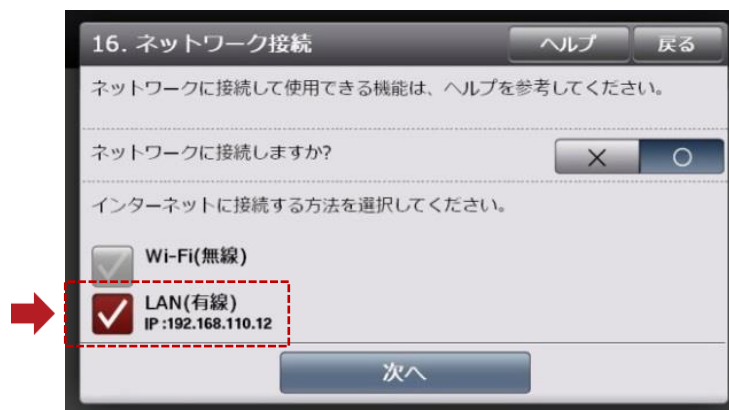 16. ネットワーク接続
ヘルプ
戻る
ネットワークに接続して使用できる機能は、ヘルプを参考してください。
ネットワークに接続しますか?
× ○
インターネットに接続する方法を選択してください。
Wi-Fi(無線)
LAN(有線)
IP :192.168.110.12
次へ